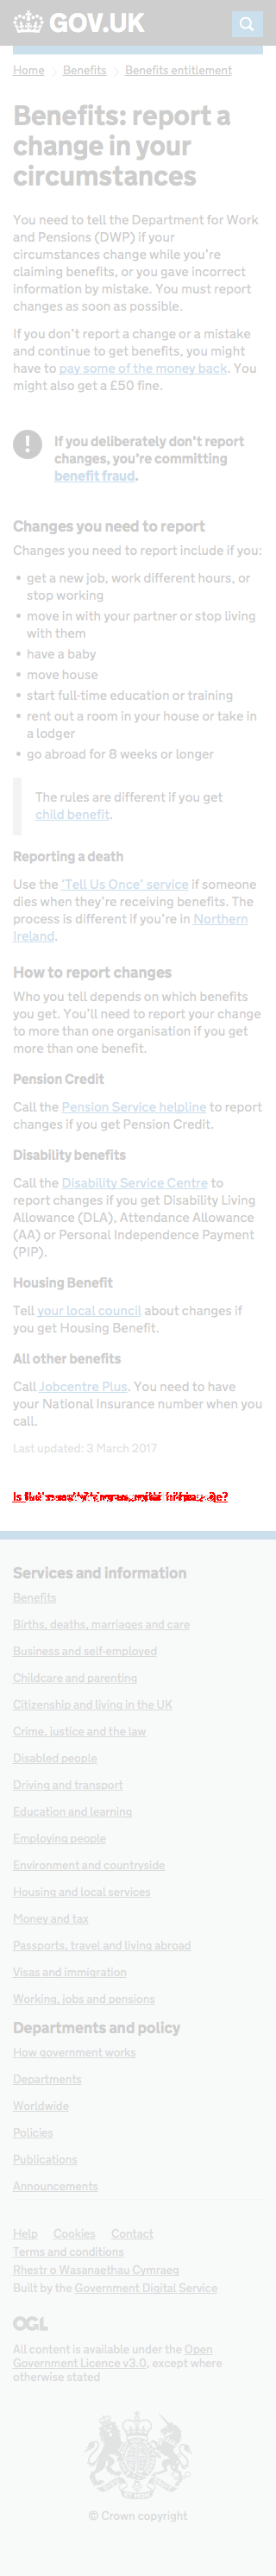 GOV.UK
Home Benefits Benefits entitlement
Benefits: report a
change in your
circumstances
You need to tell the Department for Work
and Pensions (DWP) if your
circumstances change while you're
claiming benefits, or you gave incorrect
information by mistake. You must report
changes as soon as possible.
If you don't report a change or a mistake
and continue to get benefits, you might
have to pay some of the money back. You
might also get a £50 fine.
If you deliberately don't report
changes, you're committing
benefit fraud.
Changes you need to report
Changes you need to report include if you:
• get a new job, work different hours, or
stop working
• move in with your partner or stop living
with them
• have a baby
• move house
• start full-time education or training
• rent out a room in your house or take in
a lodger
• go abroad for 8 weeks or longer
The rules are different if you get
child benefit.
Reporting a death
Use the 'Tell Us Once' service if someone
dies when they're receiving benefits. The
process is different if you're in Northern
Ireland.
How to report changes
Who you tell depends on which benefits
you get. You'll need to report your change
to more than one organisation if you get
more than one benefit.
Pension Credit
Call the Pension Service helpline to report
changes if you get Pension Credit.
Disability benefits
Call the Disability Service Centre to
report changes if you get Disability Living
Allowance (DLA), Attendance Allowance
(AA) or Personal Independence Payment
(PIP).
Housing Benefit
Tell your local council about changes if
you get Housing Benefit.
All other benefits
Call Jobcentre Plus. You need to have
your National Insurance number when you
call.
Last updated: 3 March 2017
Services and information
Benefits
Births, deaths, marriages and care
Business and self-employed
Childcare and parenting
Citizenship and living in the UK
Crime, justice and the law
Disabled people
Driving and transport
Education and learning
Employing people
Environment and countryside
Housing and local services
Money and tax
Passports, travel and living abroad
Visas and immigration
Working, jobs and pensions
Departments and policy
How government works
Departments
Worldwide
Policies
Publications
Announcements
Help Cookies Contact
Terms and conditions
Rhestr o Wasanaethau Cymraeg
Built by the Government Digital Service
OGL
All content is available under the Open
Government Licence v3.0, except where
otherwise stated
© Crown copyright